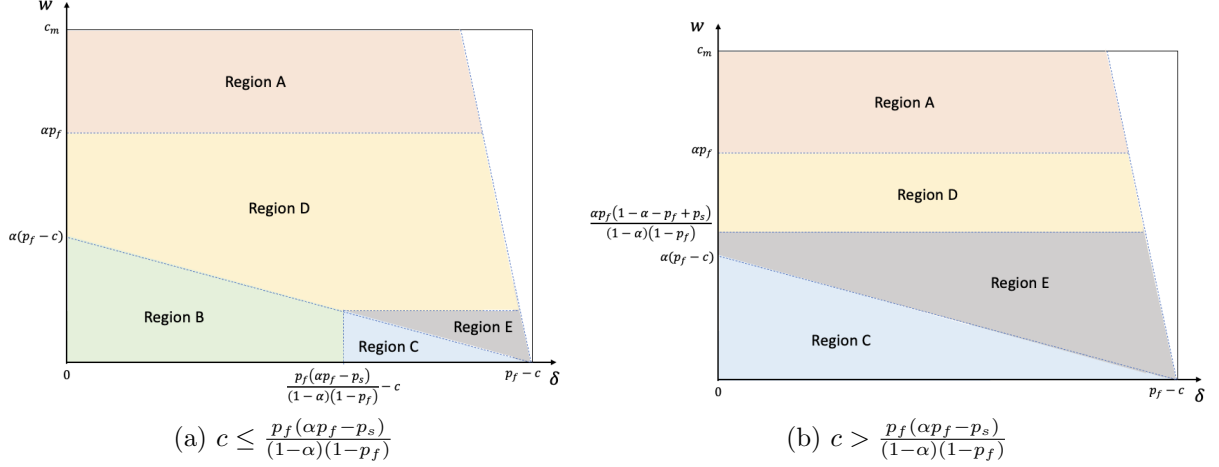 w
c_m
Region A
αp_f
Region D
α(p_f − c)
Region B
Region E
Region C
0
p_f(αp_f − p_s)/(1−α)(1−p_f) − c
p_f − c
δ
(a) c ≤ p_f(αp_f−p_s)/(1−α)(1−p_f)
w
c_m
Region A
αp_f
Region D
αp_f(1 − α − p_f + p_s)/(1 − α)(1 − p_f)
α(p_f − c)
Region E
Region C
0
p_f − c
δ
(b) c > p_f(αp_f−p_s)/(1−α)(1−p_f)